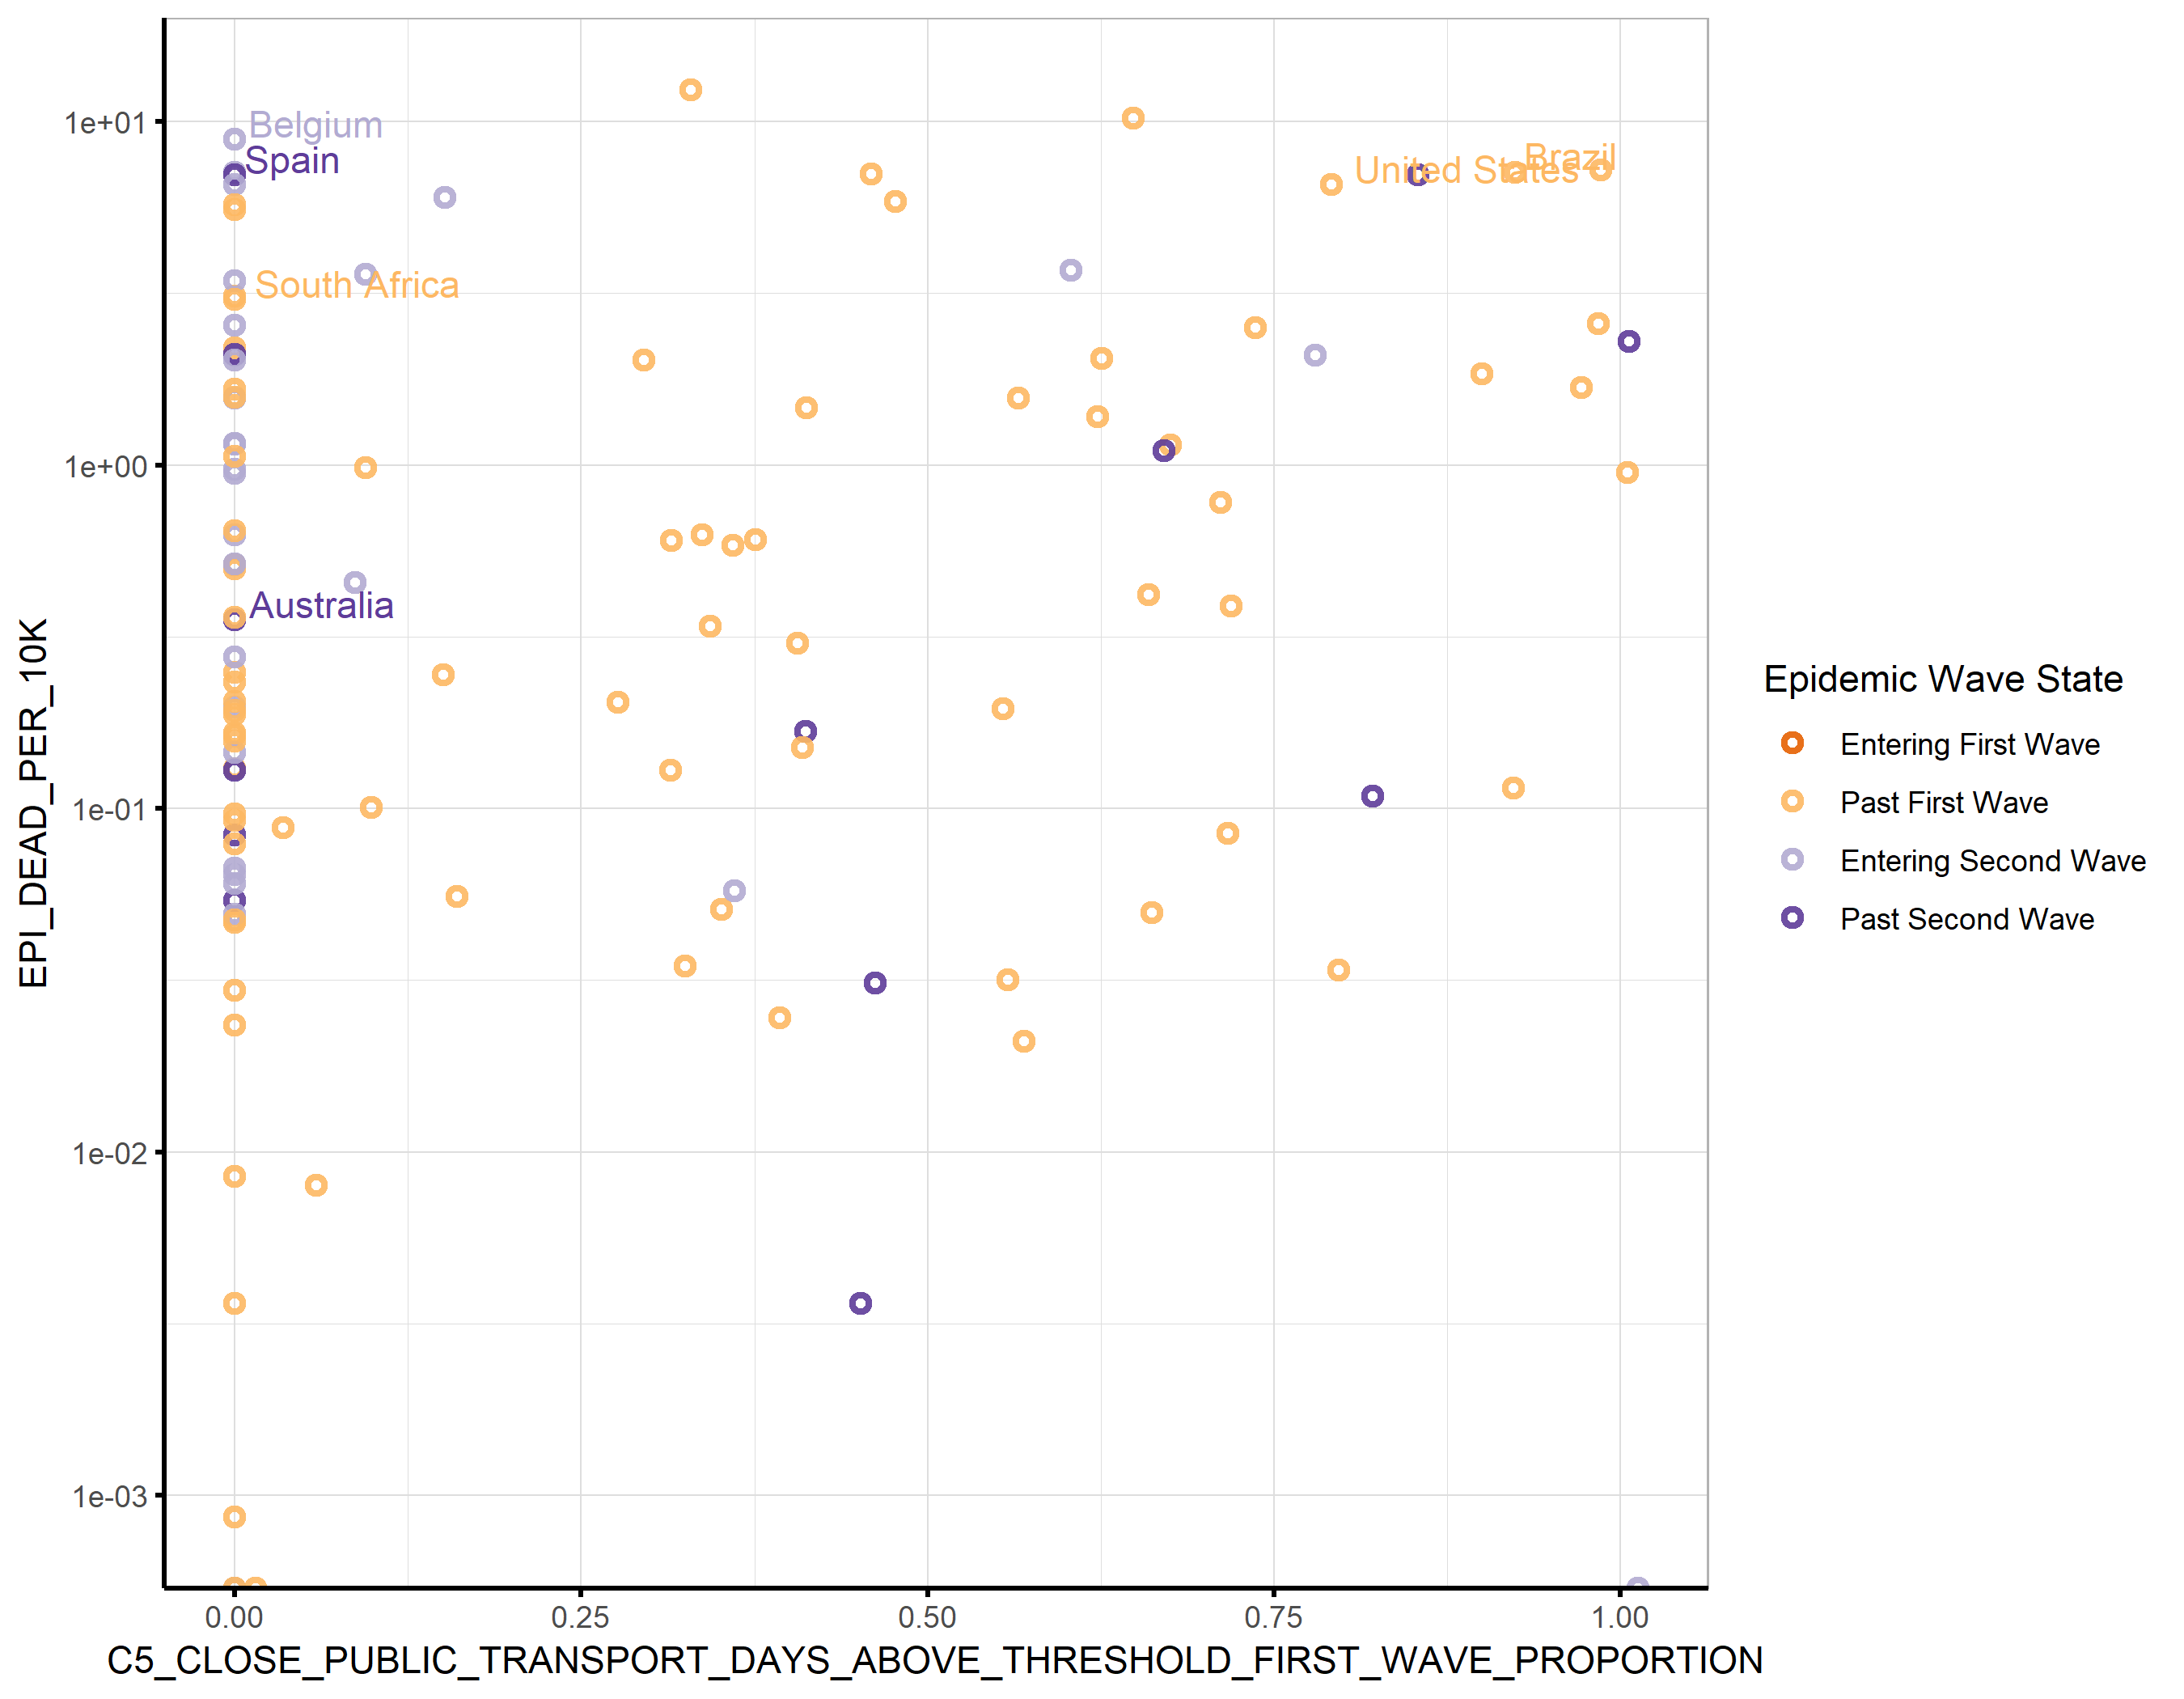 1e+01
1e+00
1e-01
1e-02
1e-03
EPI_DEAD_PER_10K
Belgium
Spain
United States
Brazil
South Africa
Australia
0.00
0.25
0.50
0.75
1.00
C5_CLOSE_PUBLIC_TRANSPORT_DAYS_ABOVE_THRESHOLD_FIRST_WAVE_PROPORTION
Epidemic Wave State
Entering First Wave
Past First Wave
Entering Second Wave
Past Second Wave